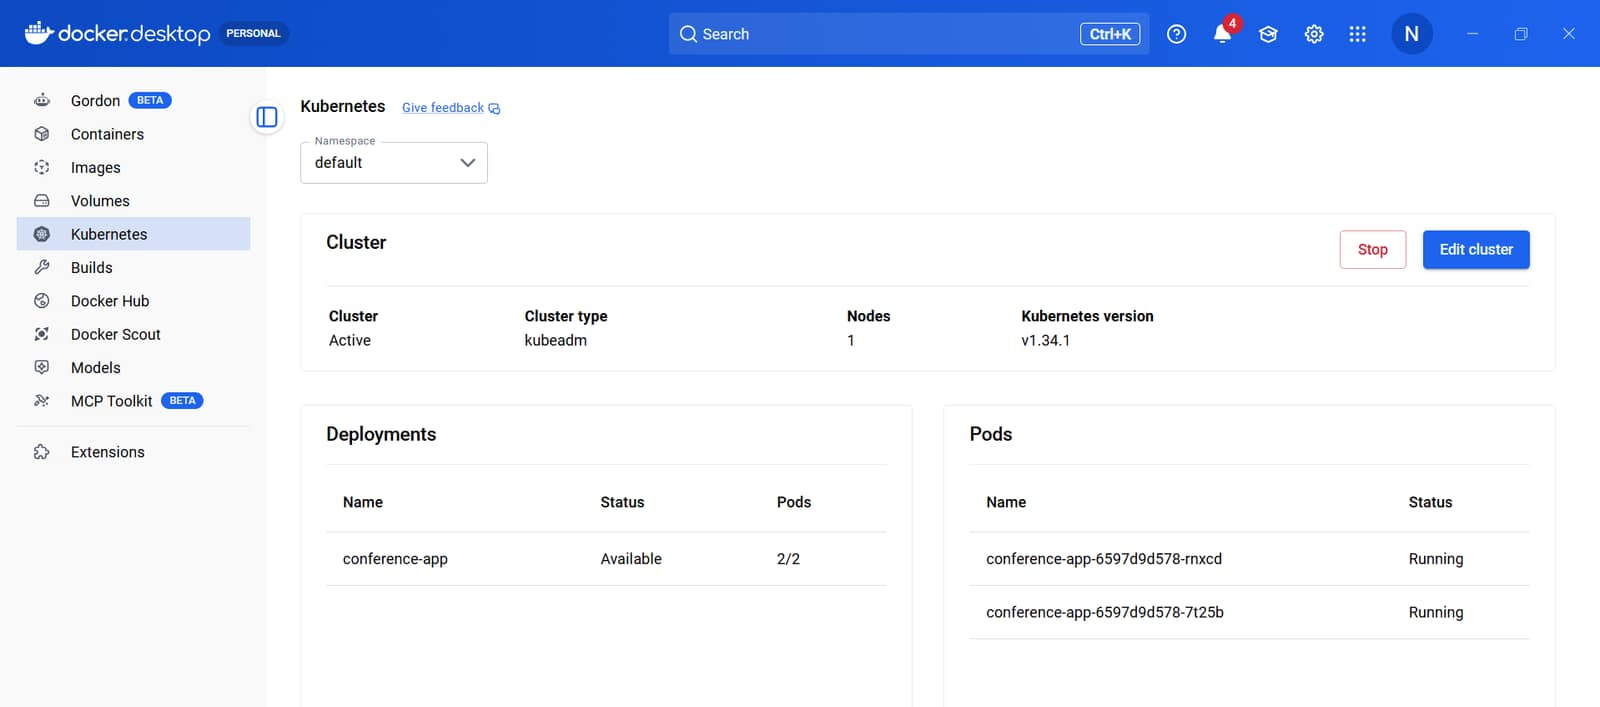 docker.desktop PERSONAL Search Ctrl+K 4 N
Gordon BETA
Containers
Images
Volumes
Kubernetes
Builds
Docker Hub
Docker Scout
Models
MCP Toolkit BETA
Extensions
Kubernetes Give feedback
Namespace
default
Cluster Stop Edit cluster
Cluster Cluster type Nodes Kubernetes version
Active kubeadm 1 v1.34.1
Deployments
Name Status Pods
conference-app Available 2/2
Pods
Name Status
conference-app-6597d9d578-rnxcd Running
conference-app-6597d9d578-7t25b Running